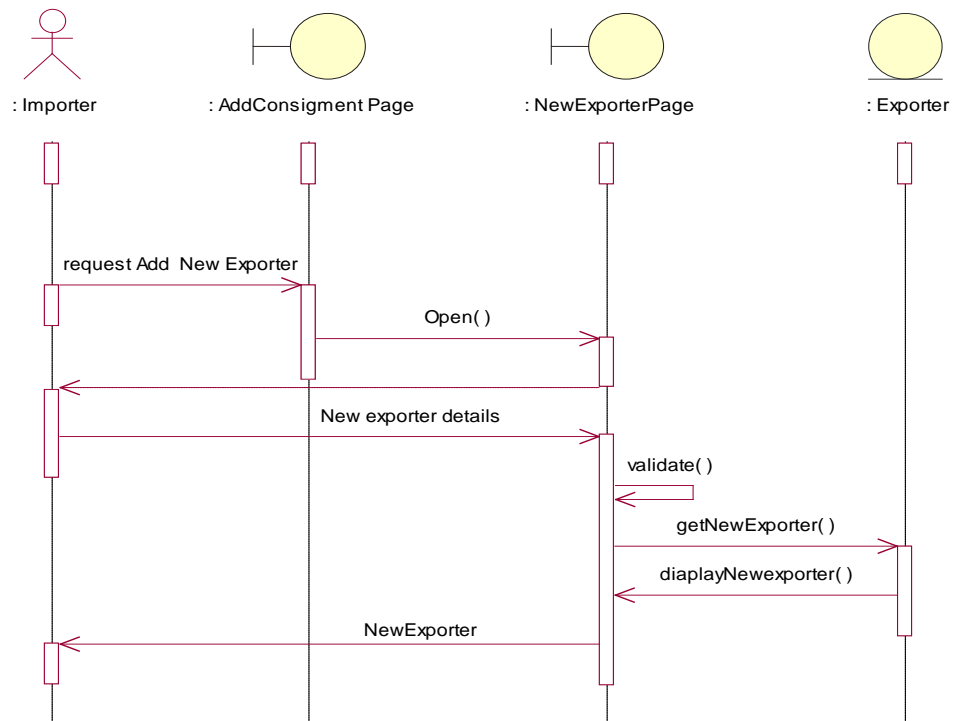 : Importer
: AddConsigment Page
: NewExporterPage
: Exporter
request Add  New Exporter
Open( )
New exporter details
validate( )
getNewExporter( )
diaplayNewexporter( )
NewExporter